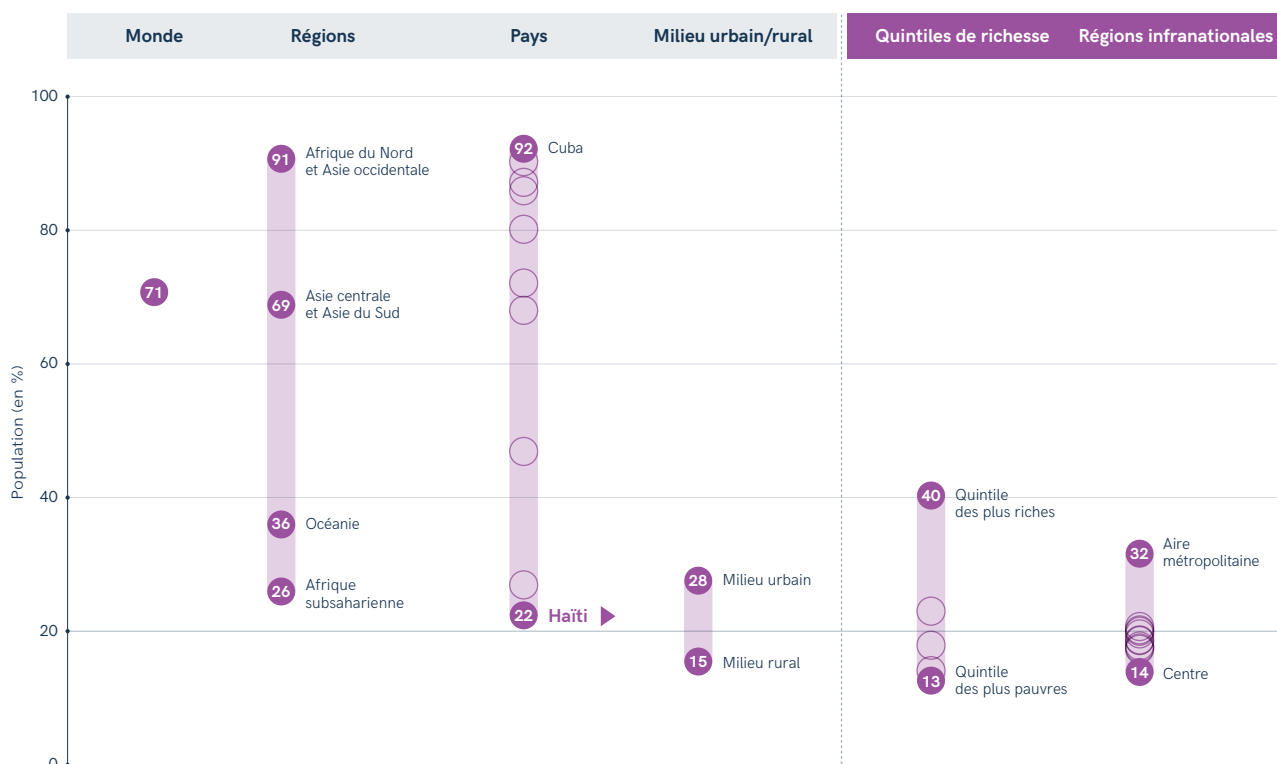 Monde
Régions
Pays
Milieu urbain/rural
Quintiles de richesse
Régions infranationales
Population (en %)
100
80
60
40
20
0
71
91
Afrique du Nord
et Asie occidentale
69
Asie centrale
et Asie du Sud
36
Océanie
26
Afrique
subsaharienne
92
Cuba
22
Haïti
28
Milieu urbain
15
Milieu rural
40
Quintile
des plus riches
13
Quintile
des plus pauvres
32
Aire
métropolitaine
14
Centre